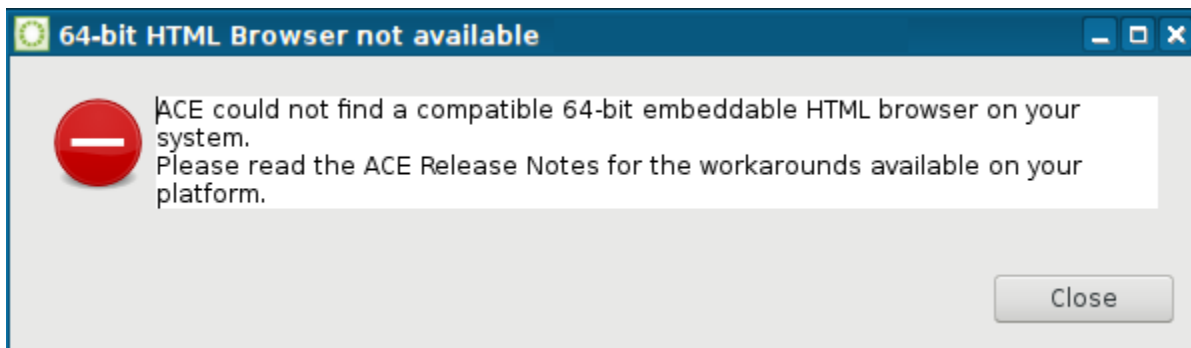 64-bit HTML Browser not available
ACE could not find a compatible 64-bit embeddable HTML browser on your
system.
Please read the ACE Release Notes for the workarounds available on your
platform.
Close